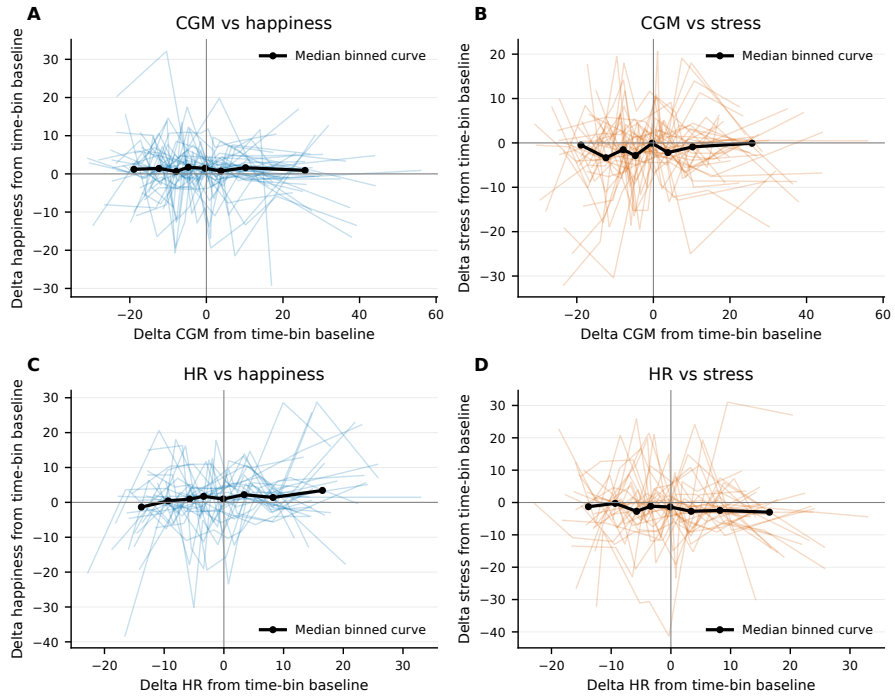 A
CGM vs happiness
Median binned curve
Delta happiness from time-bin baseline
30
20
10
0
−10
−20
−30
−20
0
20
40
60
Delta CGM from time-bin baseline
B
CGM vs stress
Median binned curve
Delta stress from time-bin baseline
20
10
0
−10
−20
−30
−40
−20
0
20
40
60
Delta CGM from time-bin baseline
C
HR vs happiness
Delta happiness from time-bin baseline
30
20
10
0
−10
−20
−30
−40
Median binned curve
−20
−10
0
10
20
30
Delta HR from time-bin baseline
D
HR vs stress
Delta stress from time-bin baseline
30
20
10
0
−10
−20
−30
−40
Median binned curve
−20
−10
0
10
20
30
Delta HR from time-bin baseline